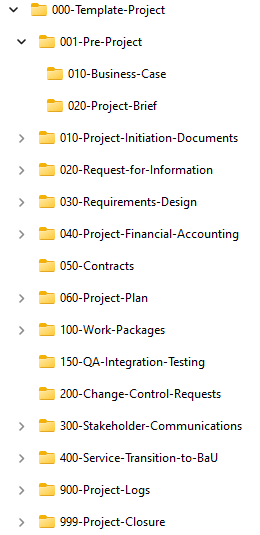 000-Template-Project
001-Pre-Project
010-Business-Case
020-Project-Brief
010-Project-Initiation-Documents
020-Request-for-Information
030-Requirements-Design
040-Project-Financial-Accounting
050-Contracts
060-Project-Plan
100-Work-Packages
150-QA-Integration-Testing
200-Change-Control-Requests
300-Stakeholder-Communications
400-Service-Transition-to-BaU
900-Project-Logs
999-Project-Closure